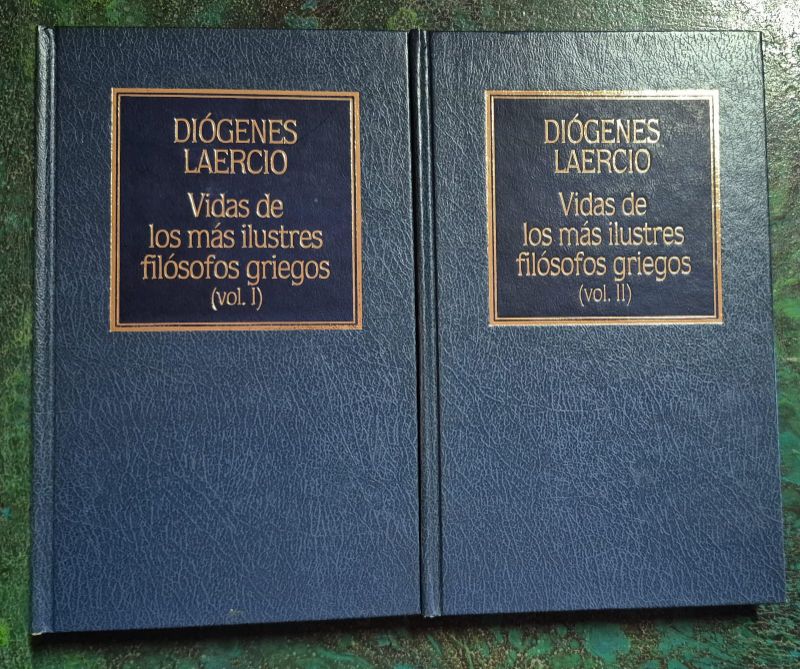 DIÓGENES
LAERCIO
Vidas de
los más ilustres
filósofos griegos
(vol. I)
DIÓGENES
LAERCIO
Vidas de
los más ilustres
filósofos griegos
(vol. II)